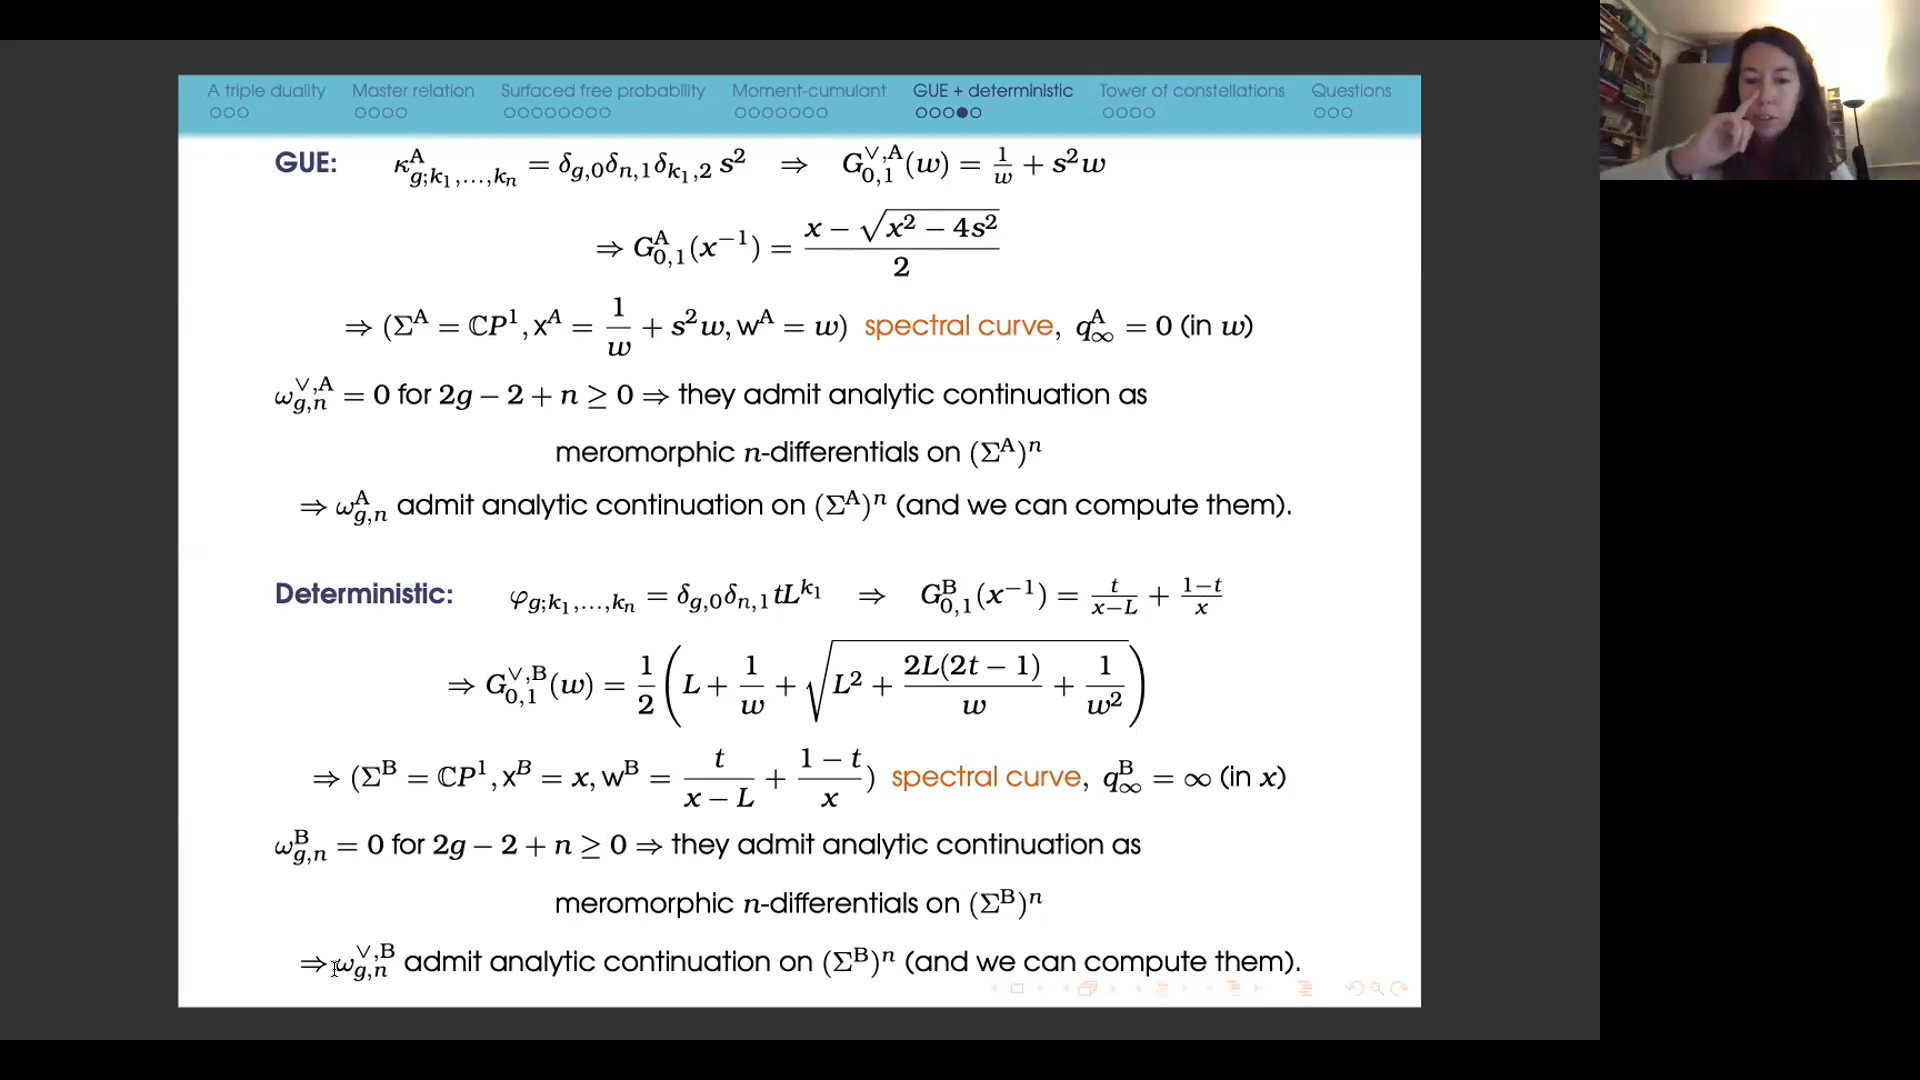 A triple duality Master relation Surfaced free probability Moment-cumulant GUE + deterministic Tower of constellations Questions
GUE: κ^A_{g;k_1,…,k_n} = δ_{g,0}δ_{n,1}δ_{k_1,2} s^2 ⇒ G^{∨,A}_{0,1}(w) = 1/w + s^2 w
⇒ G^A_{0,1}(x^{-1}) = (x − √(x^2 − 4s^2))/2
⇒ (Σ^A = ℂP^1, x^A = 1/w + s^2 w, w^A = w) spectral curve, q^A_∞ = 0 (in w)
ω^{∨,A}_{g,n} = 0 for 2g − 2 + n ≥ 0 ⇒ they admit analytic continuation as
meromorphic n-differentials on (Σ^A)^n
⇒ ω^A_{g,n} admit analytic continuation on (Σ^A)^n (and we can compute them).
Deterministic: φ_{g;k_1,…,k_n} = δ_{g,0}δ_{n,1} t L^{k_1} ⇒ G^B_{0,1}(x^{-1}) = t/(x−L) + (1−t)/x
⇒ G^{∨,B}_{0,1}(w) = 1/2 (L + 1/w + √(L^2 + 2L(2t − 1)/w + 1/w^2))
⇒ (Σ^B = ℂP^1, x^B = x, w^B = t/(x − L) + (1 − t)/x) spectral curve, q^B_∞ = ∞ (in x)
ω^B_{g,n} = 0 for 2g − 2 + n ≥ 0 ⇒ they admit analytic continuation as
meromorphic n-differentials on (Σ^B)^n
⇒ ω^{∨,B}_{g,n} admit analytic continuation on (Σ^B)^n (and we can compute them).